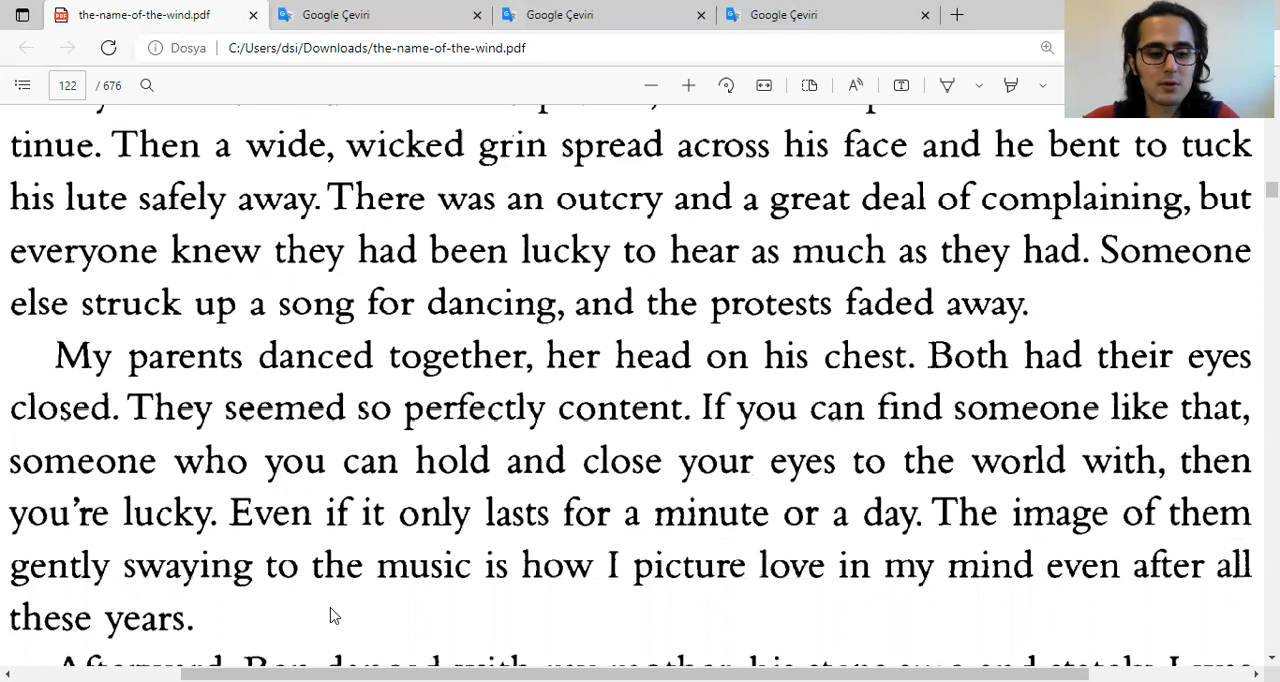 the-name-of-the-wind.pdf
Google Çeviri
Google Çeviri
Google Çeviri
Dosya
C:/Users/dsi/Downloads/the-name-of-the-wind.pdf
122 / 676
tinue. Then a wide, wicked grin spread across his face and he bent to tuck
his lute safely away. There was an outcry and a great deal of complaining, but
everyone knew they had been lucky to hear as much as they had. Someone
else struck up a song for dancing, and the protests faded away.
My parents danced together, her head on his chest. Both had their eyes
closed. They seemed so perfectly content. If you can find someone like that,
someone who you can hold and close your eyes to the world with, then
you're lucky. Even if it only lasts for a minute or a day. The image of them
gently swaying to the music is how I picture love in my mind even after all
these years.